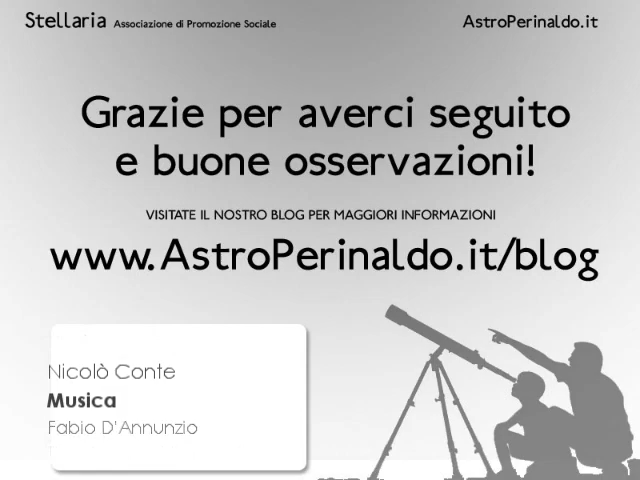 Stellaria Associazione di Promozione Sociale
AstroPerinaldo.it
Grazie per averci seguito
e buone osservazioni!
VISITATE IL NOSTRO BLOG PER MAGGIORI INFORMAZIONI
www.AstroPerinaldo.it/blog
Nicolò Conte
Musica
Fabio D'Annunzio